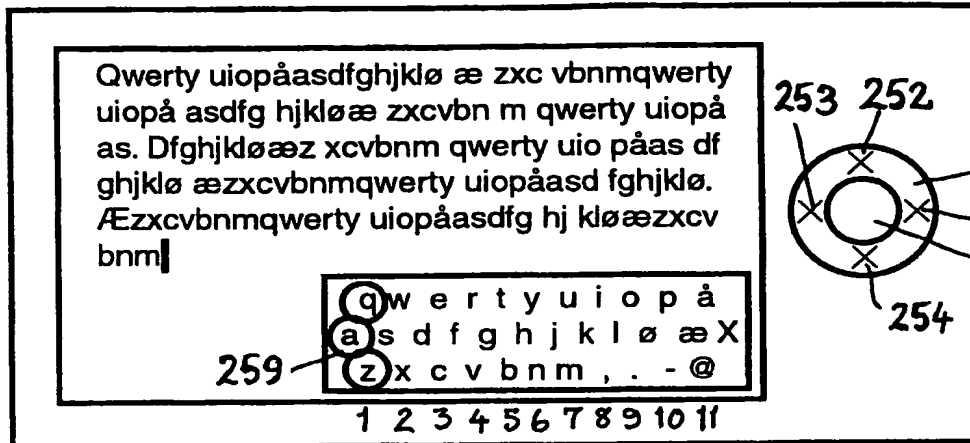 Qwerty uiopåasdfghjklø æ zxc vbnmqwerty
uiopå asdfg hjkløæ zxcvbn m qwerty uiopå
as. Dfghjkløæz xcvbnm qwerty uio påas df
ghjklø æzxcvbnmqwerty uiopåasd fghjklø.
Æzxcvbnmqwerty uiopåasdfg hj kløæzxcv
bnm
253 252
254
q w e r t y u i o p å
a s d f g h j k l ø æ X
z x c v b n m , . - @
259
1 2 3 4 5 6 7 8 9 10 11